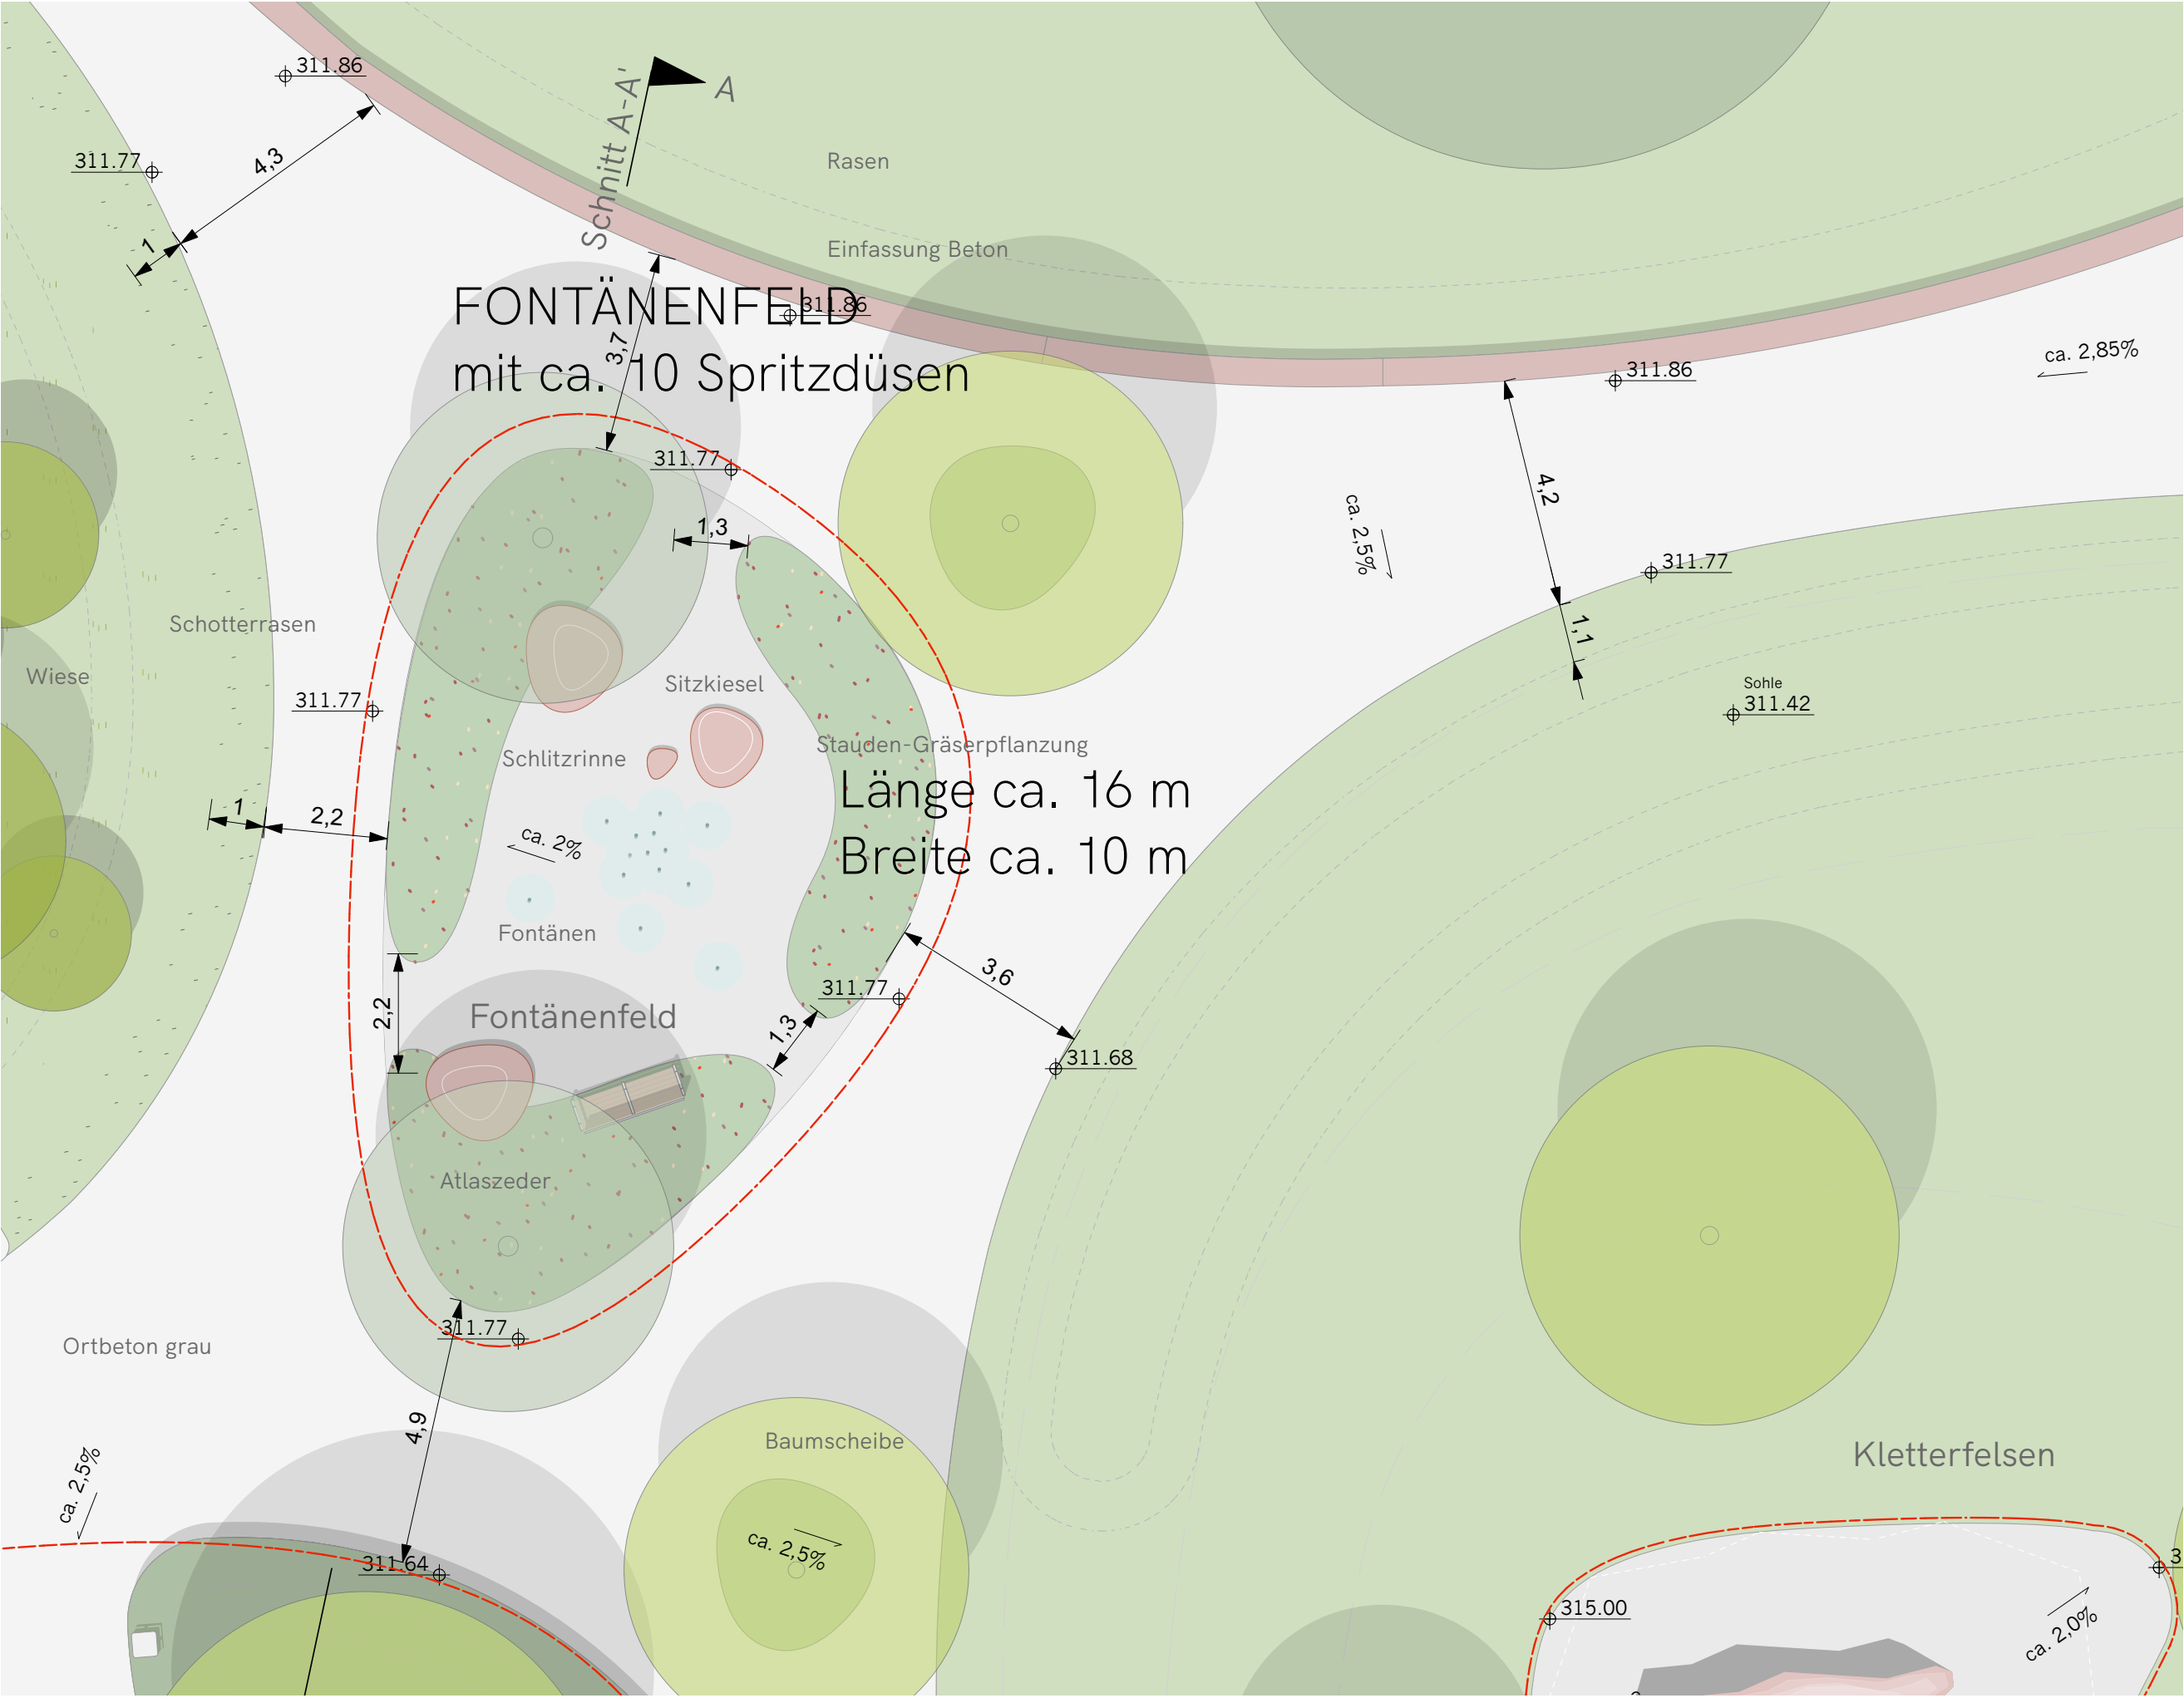 311.86
A
Schnitt A-A'
4,3
311.77
1
Rasen
Einfassung Beton
FONTÄNENFELD
311.86
3,7
mit ca. 10 Spritzdüsen
311.86
ca. 2,85%
311.77
1,3
4,2
ca. 2,5%
311.77
1,1
Schotterrasen
Wiese
Sitzkiesel
311.77
Sohle
311.42
Schlitzrinne
Stauden-Gräserpflanzung
Länge ca. 16 m
1
2,2
ca. 2%
Breite ca. 10 m
Fontänen
3,6
311.77
2,2
Fontänenfeld
1,3
311.68
Atlaszeder
311.77
Ortbeton grau
4,9
Baumscheibe
Kletterfelsen
ca. 2,5%
ca. 2,5%
311.64
315.00
ca. 2,0%